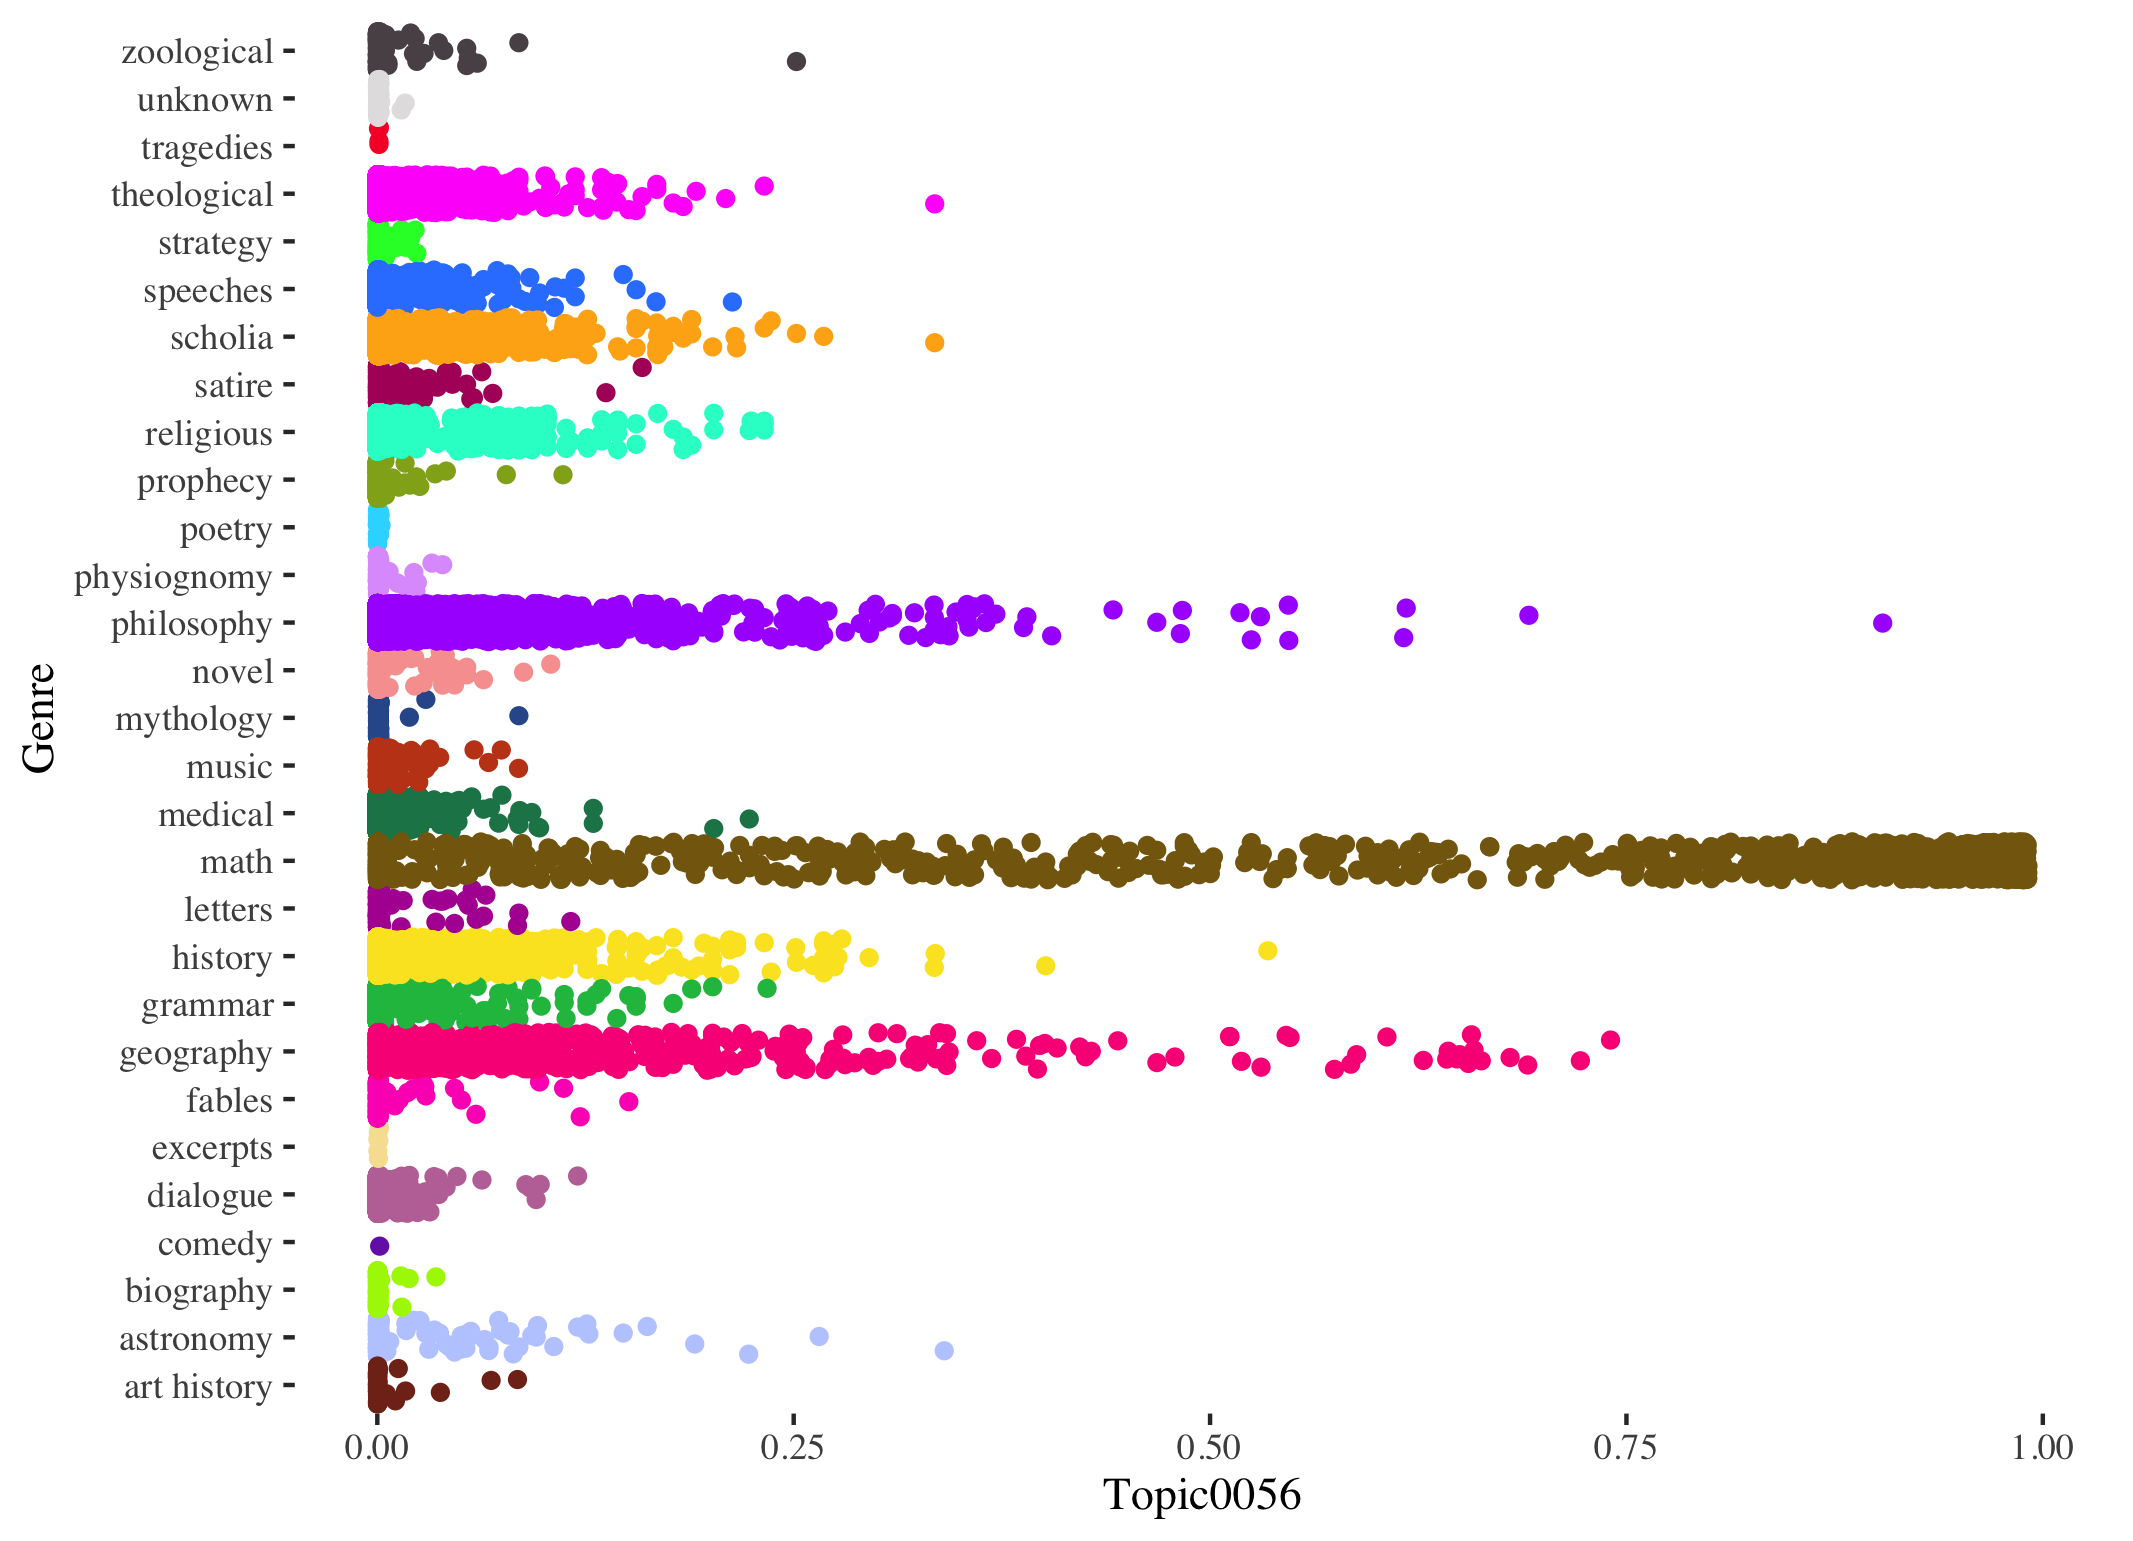 zoological
unknown
tragedies
theological
strategy
speeches
scholia
satire
religious
prophecy
poetry
physiognomy
philosophy
novel
mythology
music
medical
math
letters
history
grammar
geography
fables
excerpts
dialogue
comedy
biography
astronomy
art history
Genre
0.00 0.25 0.50 0.75 1.00
Topic0056